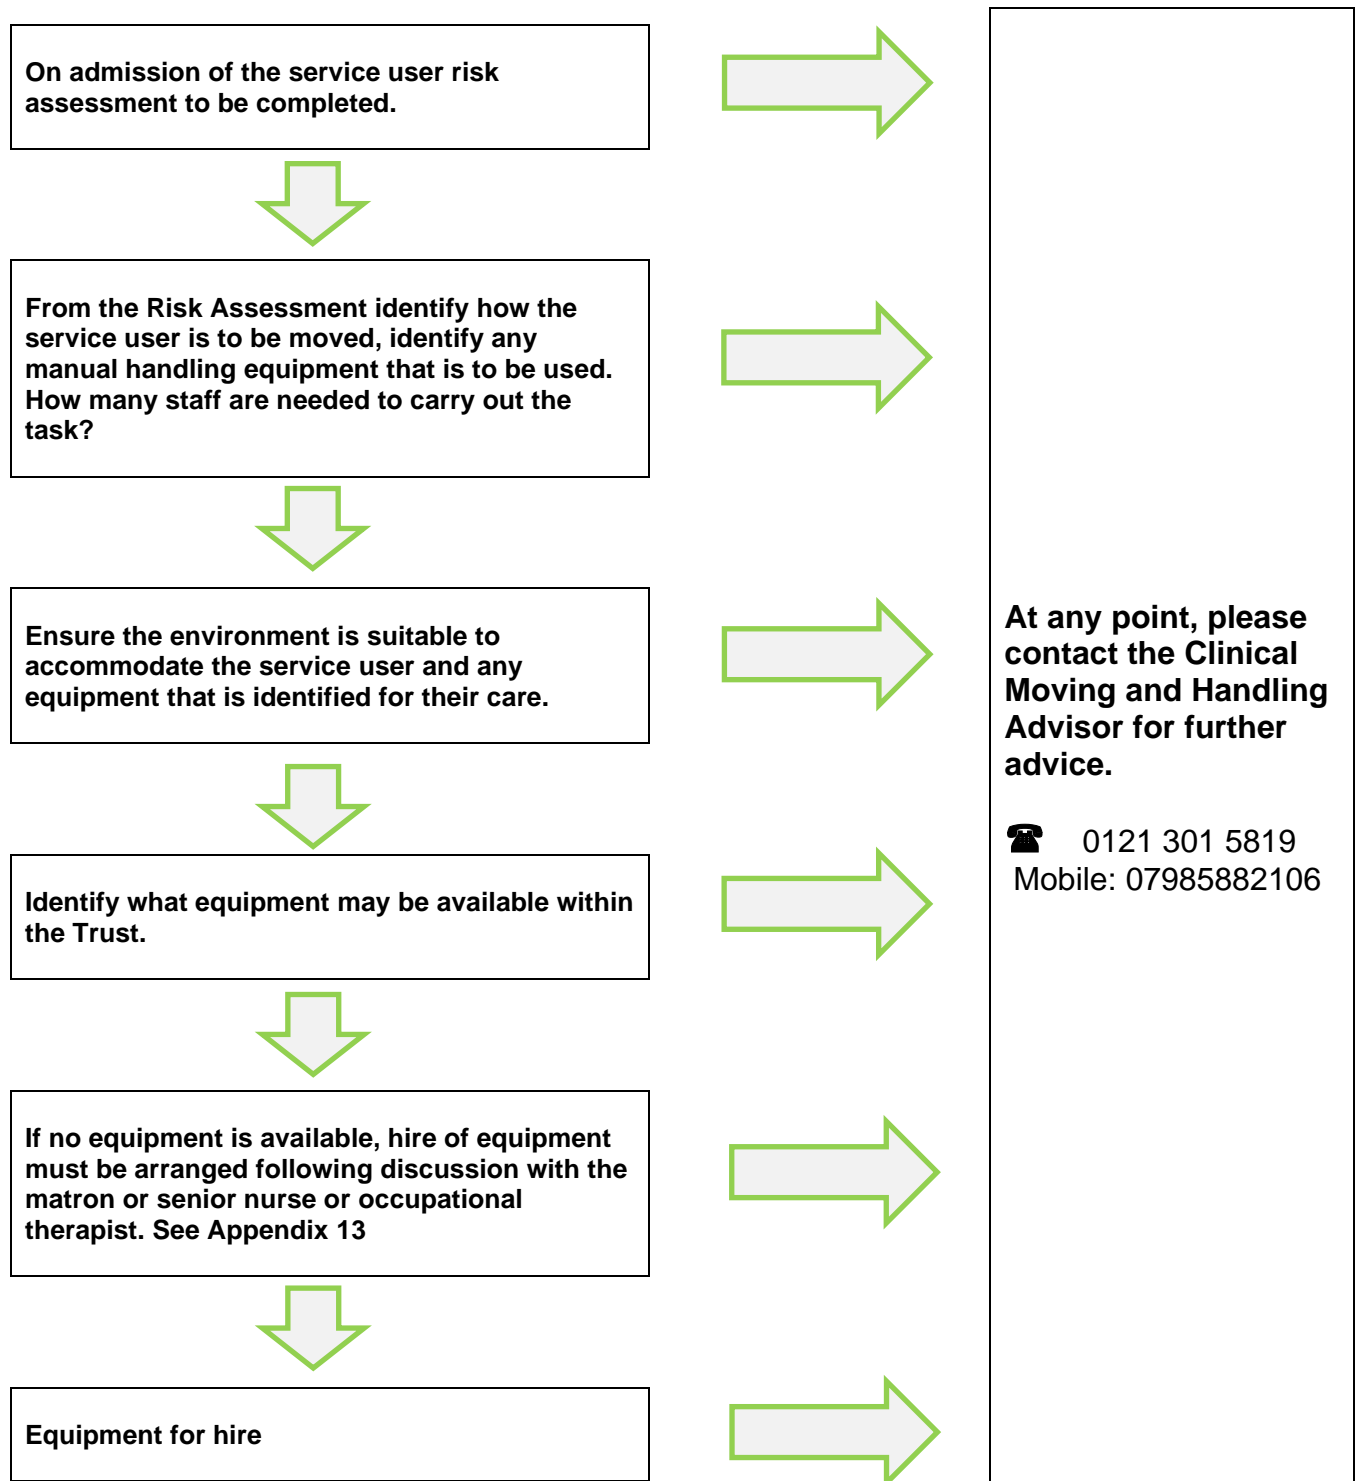 On admission of the service user risk
assessment to be completed.
From the Risk Assessment identify how the
service user is to be moved, identify any
manual handling equipment that is to be used.
How many staff are needed to carry out the
task?
Ensure the environment is suitable to
accommodate the service user and any
equipment that is identified for their care.
Identify what equipment may be available within
the Trust.
If no equipment is available, hire of equipment
must be arranged following discussion with the
matron or senior nurse or occupational
therapist. See Appendix 13
Equipment for hire
At any point, please
contact the Clinical
Moving and Handling
Advisor for further
advice.
☎ 0121 301 5819
Mobile: 07985882106